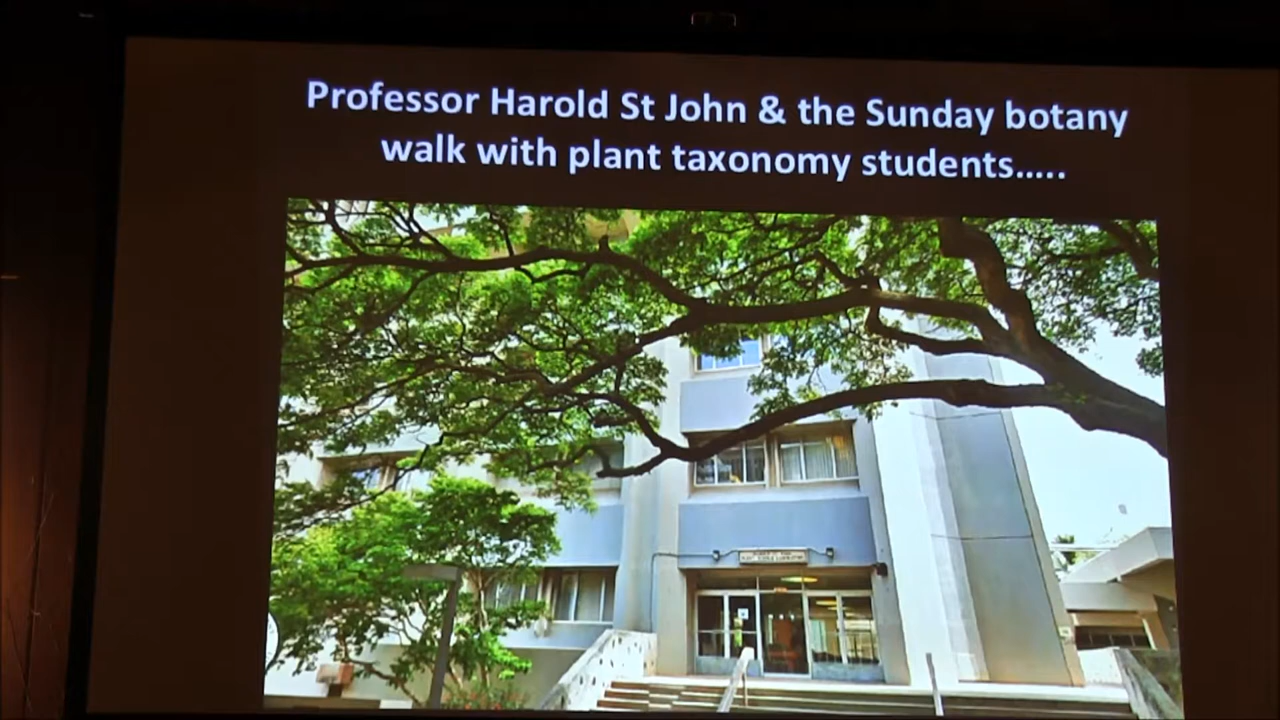 Professor Harold St John & the Sunday botany
walk with plant taxonomy students.....